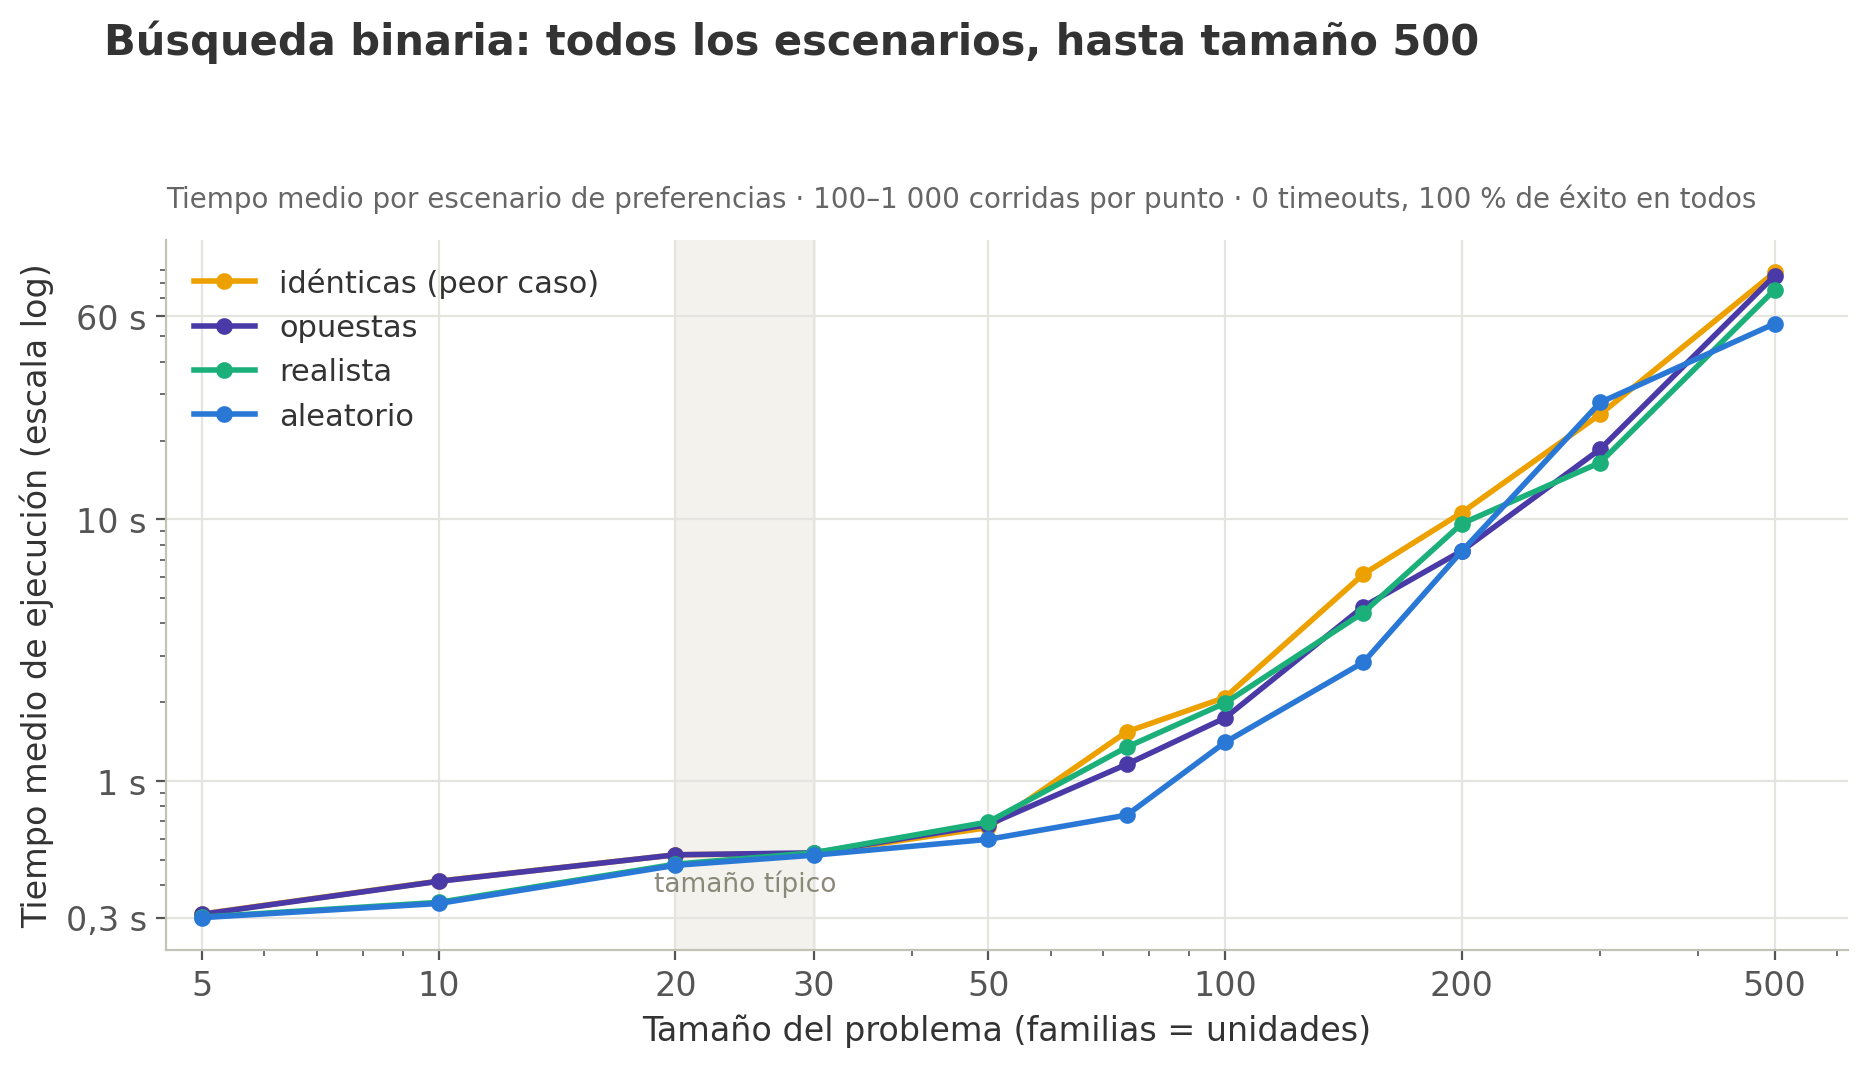 Búsqueda binaria: todos los escenarios, hasta tamaño 500
Tiempo medio por escenario de preferencias · 100–1 000 corridas por punto · 0 timeouts, 100 % de éxito en todos
idénticas (peor caso)
opuestas
realista
aleatorio
Tiempo medio de ejecución (escala log)
60 s
10 s
1 s
0,3 s
tamaño típico
5 10 20 30 50 100 200 500
Tamaño del problema (familias = unidades)